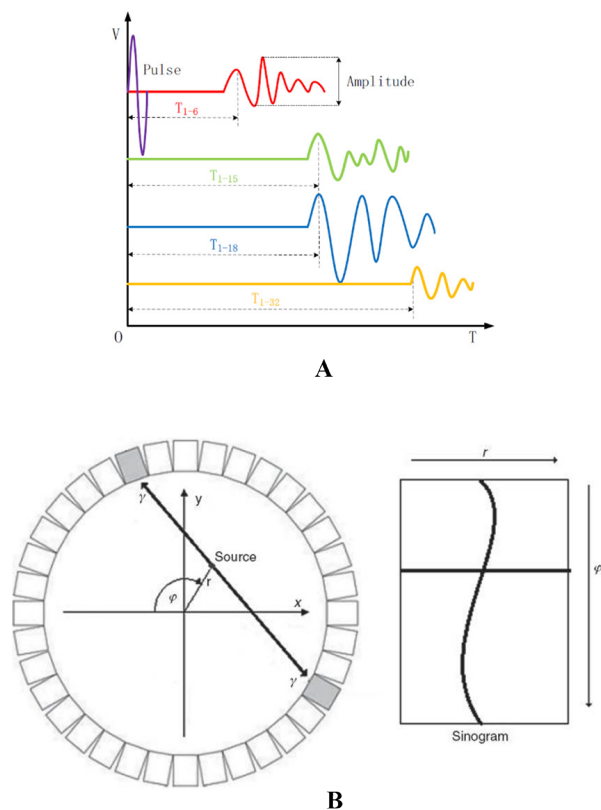 V
Pulse
Amplitude
T1-6
T1-15
T1-18
T1-32
O
T
A
r
γ
y
Source
r
φ
x
φ
γ
Sinogram
B